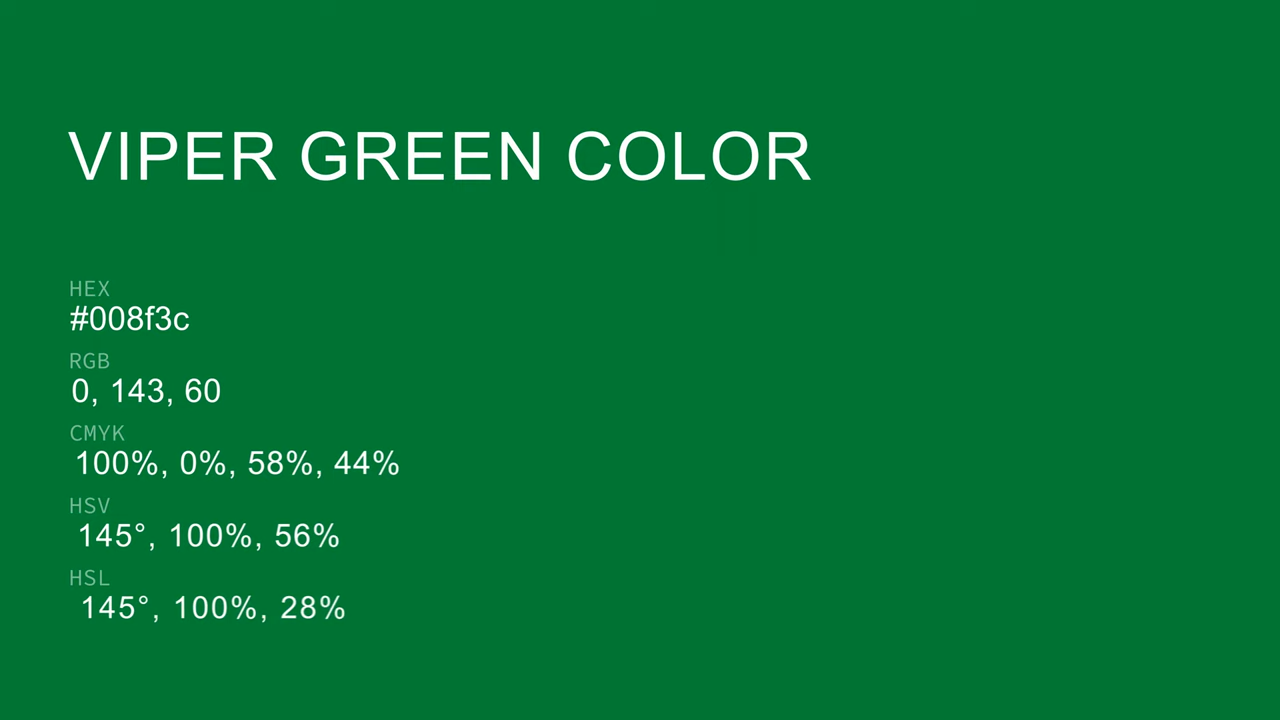 VIPER GREEN COLOR
HEX
#008f3c
RGB
0, 143, 60
CMYK
100%, 0%, 58%, 44%
HSV
145°, 100%, 56%
HSL
145°, 100%, 28%